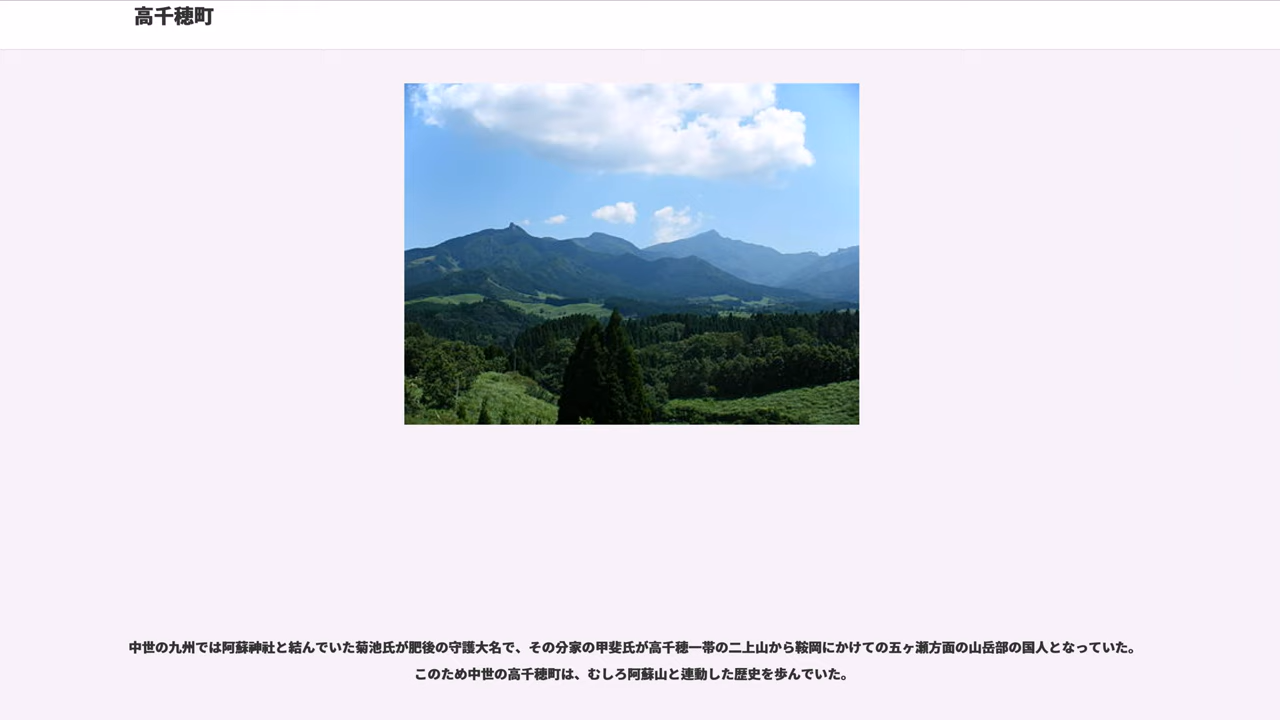 高千穂町
中世の九州では阿蘇神社と結んでいた菊池氏が肥後の守護大名で、その分家の甲斐氏が高千穂一帯の二上山から鞍岡にかけての五ヶ瀬方面の山岳部の国人となっていた。
このため中世の高千穂町は、むしろ阿蘇山と連動した歴史を歩んでいた。